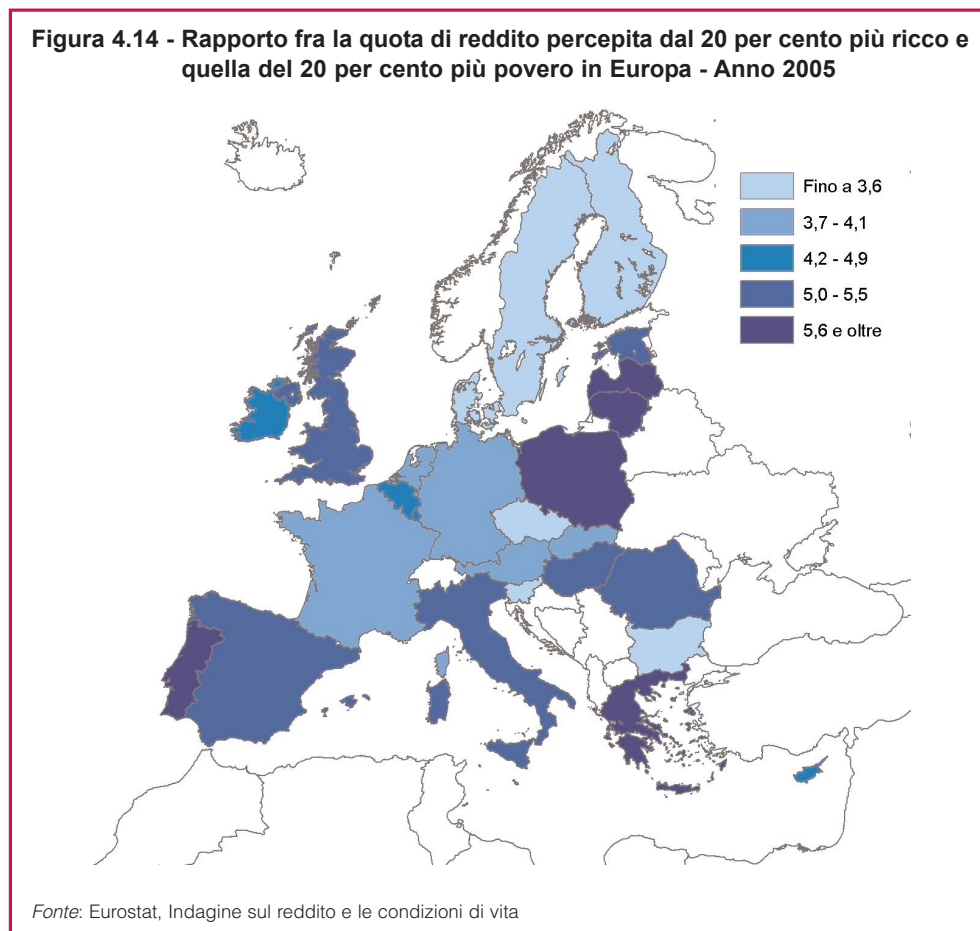 Figura 4.14 - Rapporto fra la quota di reddito percepita dal 20 per cento più ricco e
quella del 20 per cento più povero in Europa - Anno 2005
Fino a 3,6
3,7 - 4,1
4,2 - 4,9
5,0 - 5,5
5,6 e oltre
Fonte: Eurostat, Indagine sul reddito e le condizioni di vita